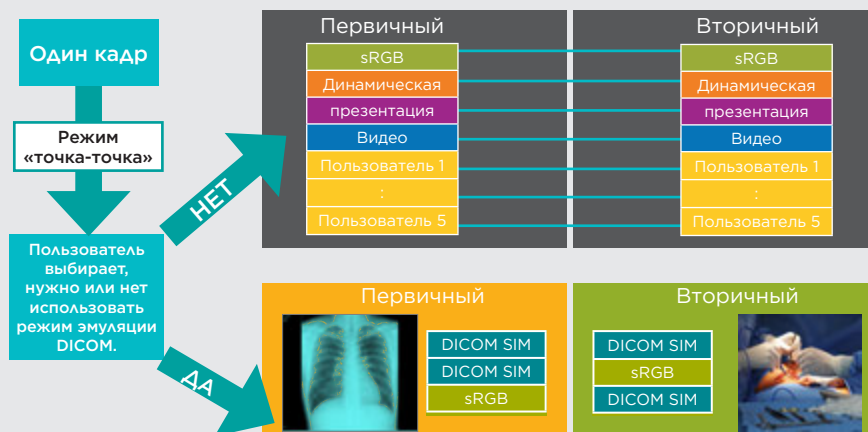 Один кадр
Режим
«точка-точка»
Пользователь
выбирает,
нужно или нет
использовать
режим эмуляции
DICOM.
НЕТ
ДА
Первичный
sRGB
Динамическая
презентация
Видео
Пользователь 1
:
Пользователь 5
Вторичный
sRGB
Динамическая
презентация
Видео
Пользователь 1
:
Пользователь 5
Первичный
DICOM SIM
DICOM SIM
sRGB
Вторичный
DICOM SIM
sRGB
DICOM SIM